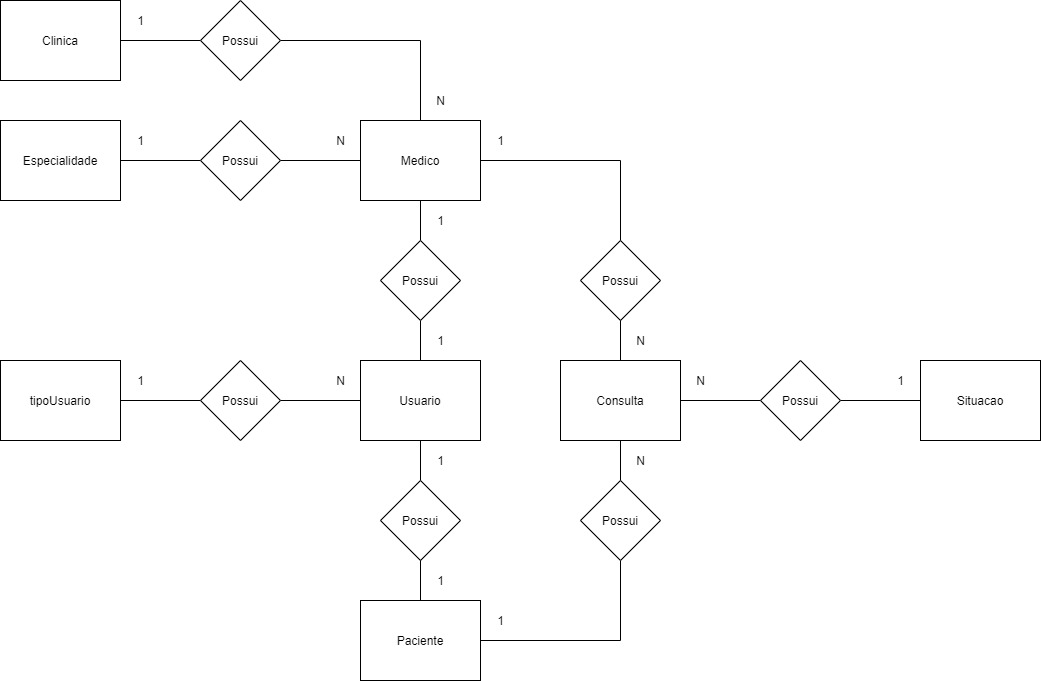 1
Clinica
Possui
N
1
N
1
Especialidade
Possui
Medico
1
Possui
Possui
1
N
1
N
N
1
tipoUsuario
Possui
Usuario
Consulta
Possui
Situacao
1
N
Possui
Possui
1
1
Paciente